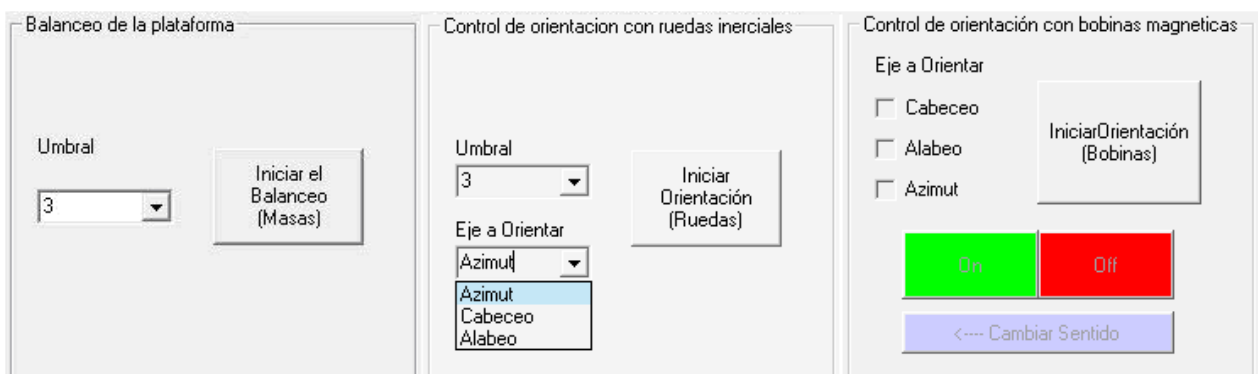 Balanceo de la plataforma
Umbral
3
Iniciar el
Balanceo
(Masas)
Control de orientacion con ruedas inerciales
Umbral
3
Iniciar
Orientación
(Ruedas)
Eje a Orientar
Azimut
Azimut
Cabeceo
Alabeo
Control de orientación con bobinas magneticas
Eje a Orientar
Cabeceo
Alabeo
Azimut
IniciarOrientación
(Bobinas)
On
Off
<---- Cambiar Sentido